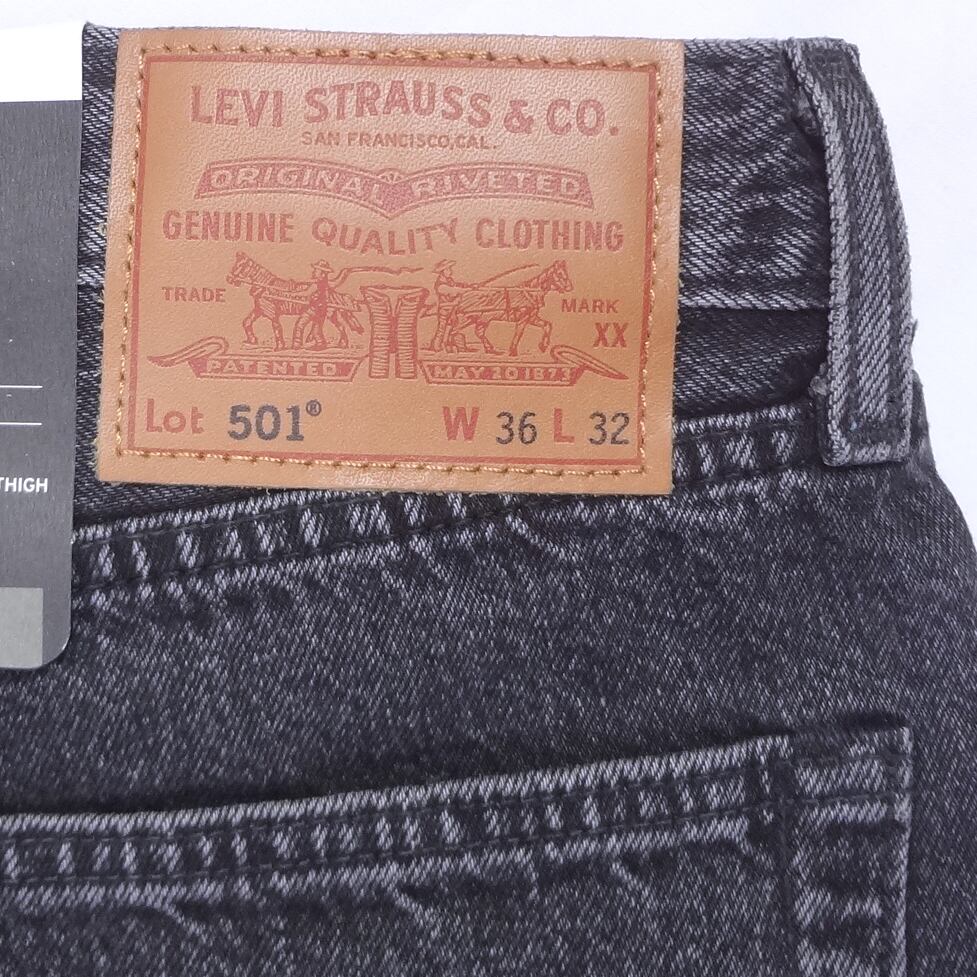 LEVI STRAUSS & CO.
SAN FRANCISCO, CAL.
ORIGINAL RIVETED
GENUINE QUALITY CLOTHING
TRADE MARK
XX
PATENTED MAY 20 1873
Lot 501® W 36 L 32
THIGH